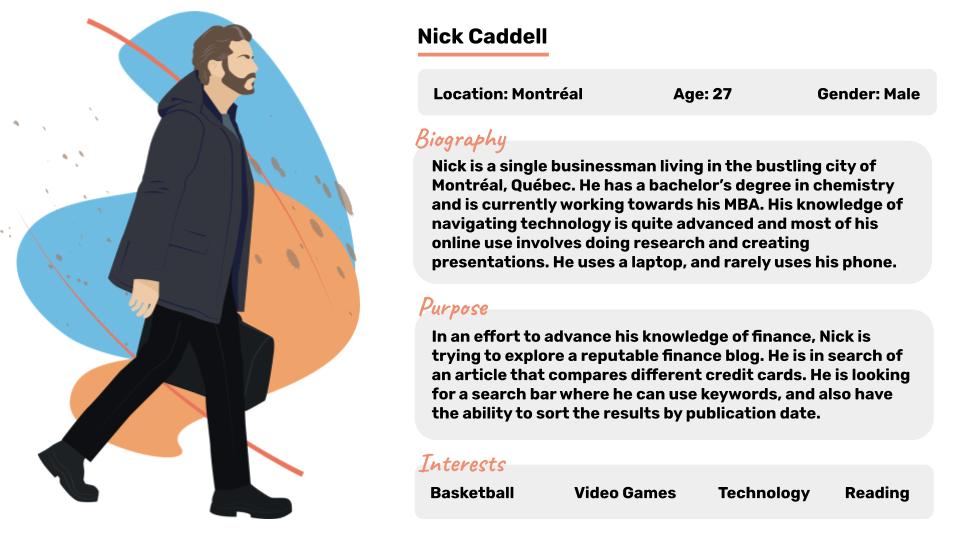 Nick Caddell
Location: Montréal Age: 27 Gender: Male
Biography
Nick is a single businessman living in the bustling city of
Montréal, Québec. He has a bachelor’s degree in chemistry
and is currently working towards his MBA. His knowledge of
navigating technology is quite advanced and most of his
online use involves doing research and creating
presentations. He uses a laptop, and rarely uses his phone.
Purpose
In an effort to advance his knowledge of finance, Nick is
trying to explore a reputable finance blog. He is in search of
an article that compares different credit cards. He is looking
for a search bar where he can use keywords, and also have
the ability to sort the results by publication date.
Interests
Basketball Video Games Technology Reading